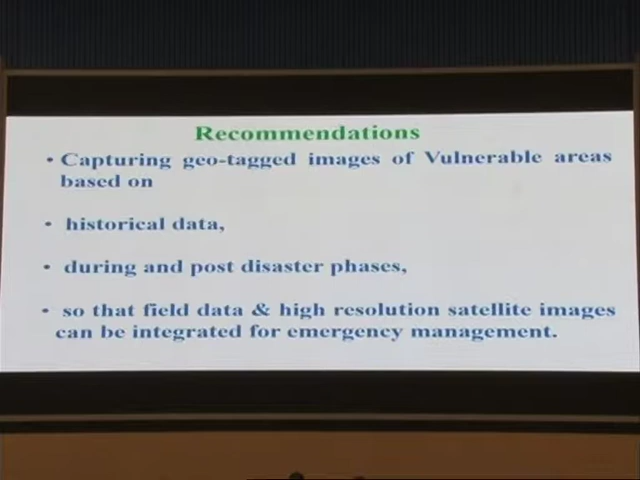 Recommendations
• Capturing geo-tagged images of Vulnerable areas
based on
• historical data,
• during and post disaster phases,
• so that field data & high resolution satellite images
can be integrated for emergency management.